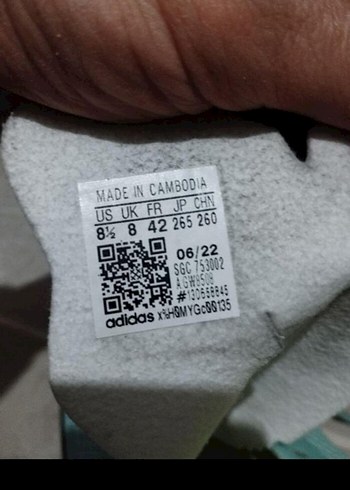 MADE IN CAMBODIA
US UK FR JP CHN
8½ 8 42 265 260
06/22
SGC 753002
adidas